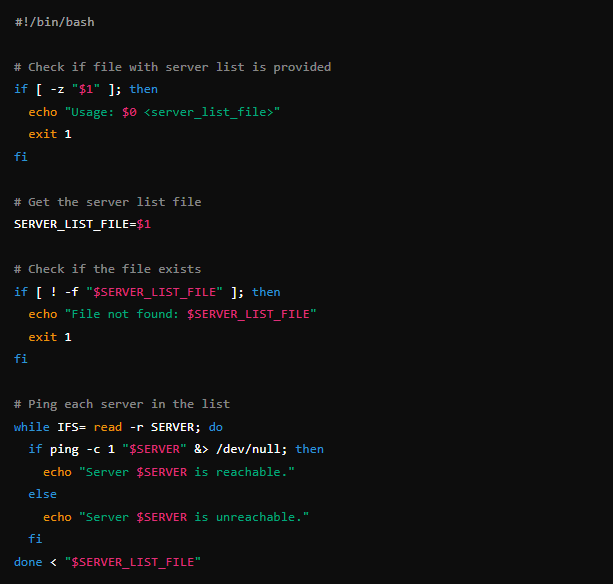 #!/bin/bash

# Check if file with server list is provided
if [ -z "$1" ]; then
  echo "Usage: $0 <server_list_file>"
  exit 1
fi

# Get the server list file
SERVER_LIST_FILE=$1

# Check if the file exists
if [ ! -f "$SERVER_LIST_FILE" ]; then
  echo "File not found: $SERVER_LIST_FILE"
  exit 1
fi

# Ping each server in the list
while IFS= read -r SERVER; do
  if ping -c 1 "$SERVER" &> /dev/null; then
    echo "Server $SERVER is reachable."
  else
    echo "Server $SERVER is unreachable."
  fi
done < "$SERVER_LIST_FILE"